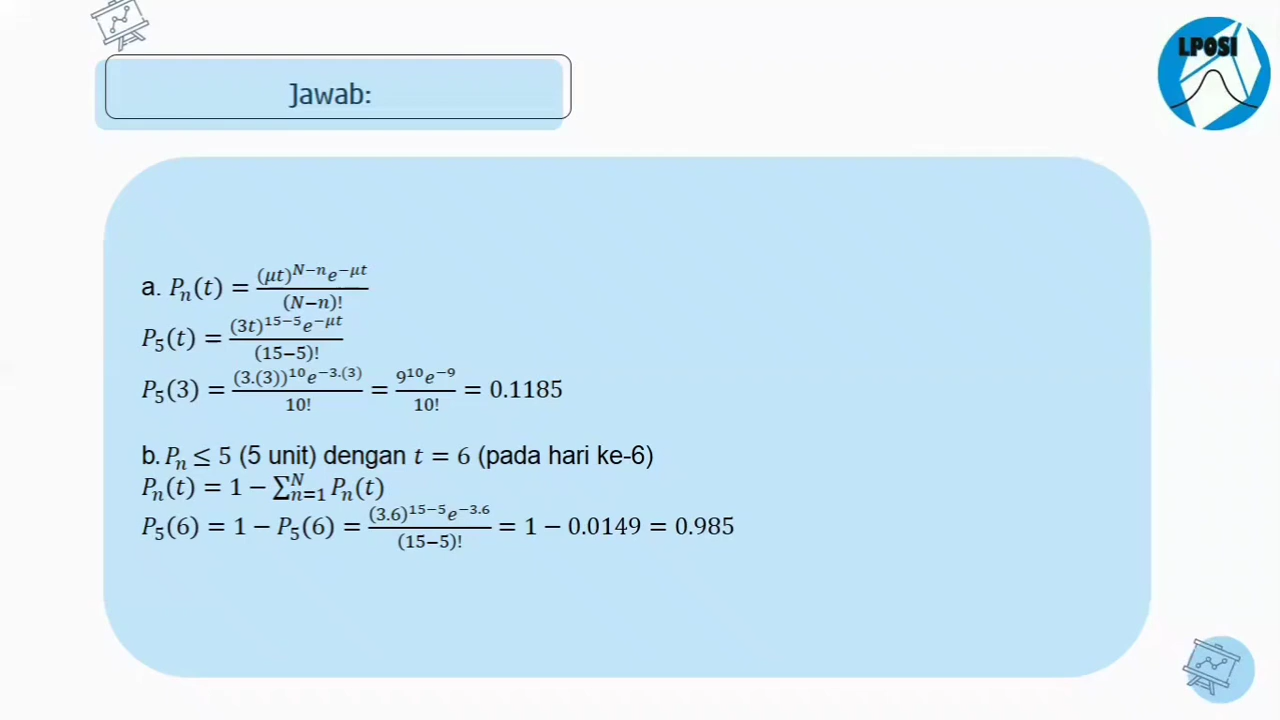 LPOSI
Jawab:
a. Pₙ(t) = (μt)^(N−n) e^(−μt) / (N−n)!
P₅(t) = (3t)^(15−5) e^(−μt) / (15−5)!
P₅(3) = (3.(3))^10 e^(−3.(3)) / 10! = 9^10 e^(−9) / 10! = 0.1185
b. Pₙ ≤ 5 (5 unit) dengan t = 6 (pada hari ke-6)
Pₙ(t) = 1 − ∑_(n=1)^N Pₙ(t)
P₅(6) = 1 − P₅(6) = (3.6)^(15−5) e^(−3.6) / (15−5)! = 1 − 0.0149 = 0.985